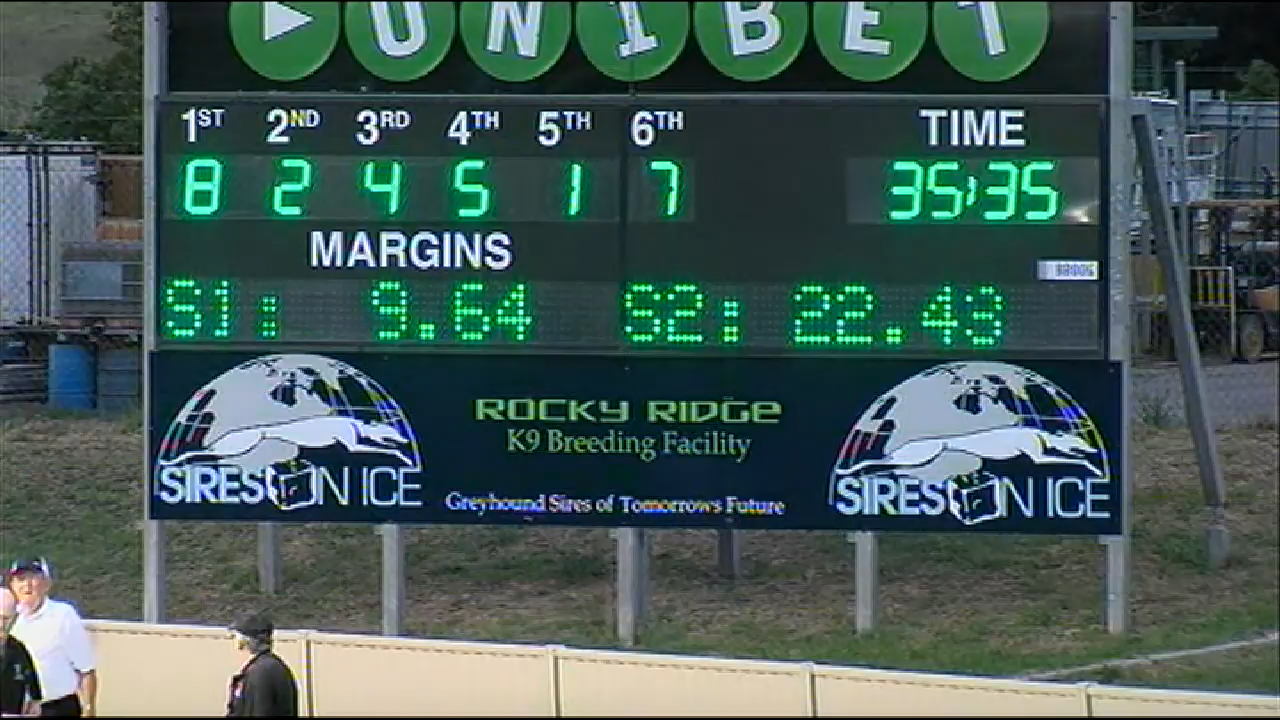 UNIBET
1ST 2ND 3RD 4TH 5TH 6TH TIME
8 2 4 5 1 7 35:35
MARGINS
S1: 9.64 S2: 22.43
ROCKY RIDGE
K9 Breeding Facility
SIRES ON ICE
Greyhound Sires of Tomorrows Future
SIRES ON ICE